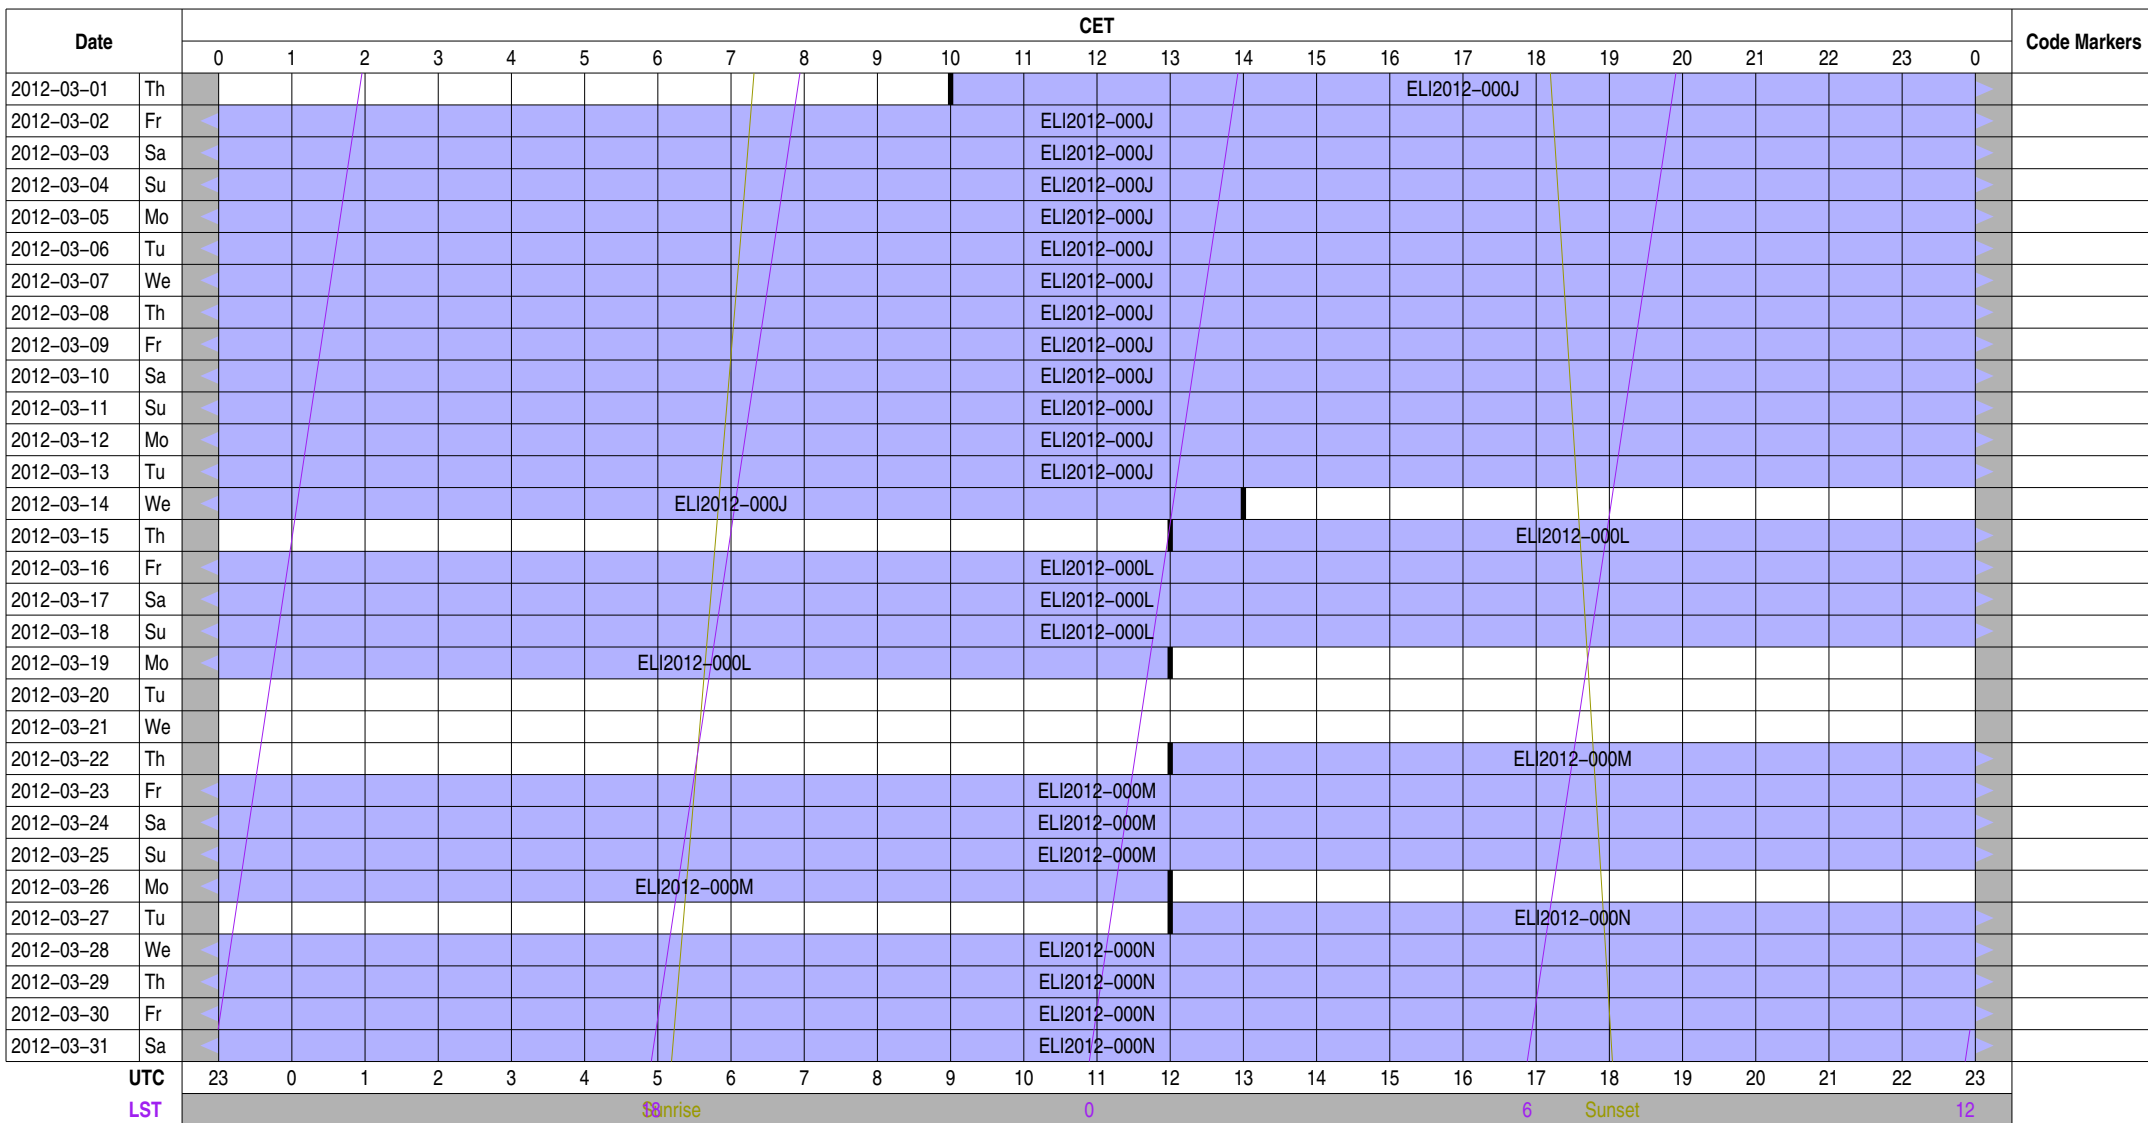 Date CET Code Markers
0 1 2 3 4 5 6 7 8 9 10 11 12 13 14 15 16 17 18 19 20 21 22 23 0
2012-03-01 Th ELI2012-000J
2012-03-02 Fr ELI2012-000J
2012-03-03 Sa ELI2012-000J
2012-03-04 Su ELI2012-000J
2012-03-05 Mo ELI2012-000J
2012-03-06 Tu ELI2012-000J
2012-03-07 We ELI2012-000J
2012-03-08 Th ELI2012-000J
2012-03-09 Fr ELI2012-000J
2012-03-10 Sa ELI2012-000J
2012-03-11 Su ELI2012-000J
2012-03-12 Mo ELI2012-000J
2012-03-13 Tu ELI2012-000J
2012-03-14 We ELI2012-000J
2012-03-15 Th ELI2012-000L
2012-03-16 Fr ELI2012-000L
2012-03-17 Sa ELI2012-000L
2012-03-18 Su ELI2012-000L
2012-03-19 Mo ELI2012-000L
2012-03-20 Tu
2012-03-21 We
2012-03-22 Th ELI2012-000M
2012-03-23 Fr ELI2012-000M
2012-03-24 Sa ELI2012-000M
2012-03-25 Su ELI2012-000M
2012-03-26 Mo ELI2012-000M
2012-03-27 Tu ELI2012-000N
2012-03-28 We ELI2012-000N
2012-03-29 Th ELI2012-000N
2012-03-30 Fr ELI2012-000N
2012-03-31 Sa ELI2012-000N
UTC 23 0 1 2 3 4 5 6 7 8 9 10 11 12 13 14 15 16 17 18 19 20 21 22 23
LST 18 Sunrise 0 6 Sunset 12